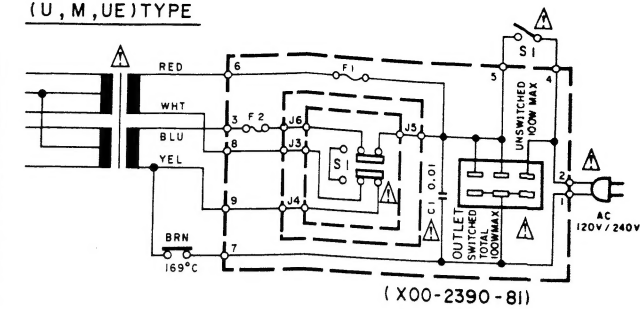 (U, M, UE) TYPE
RED
WHT
BLU
YEL
BRN
169°C
6
3
8
9
7
F2
F1
J6
J3
J4
J5
S1
C1 0.01
S1
5
4
UNSWITCHED
100W MAX
OUTLET
SWITCHED
TOTAL
100W MAX
2
1
AC
120V/240V
(X00-2390-81)